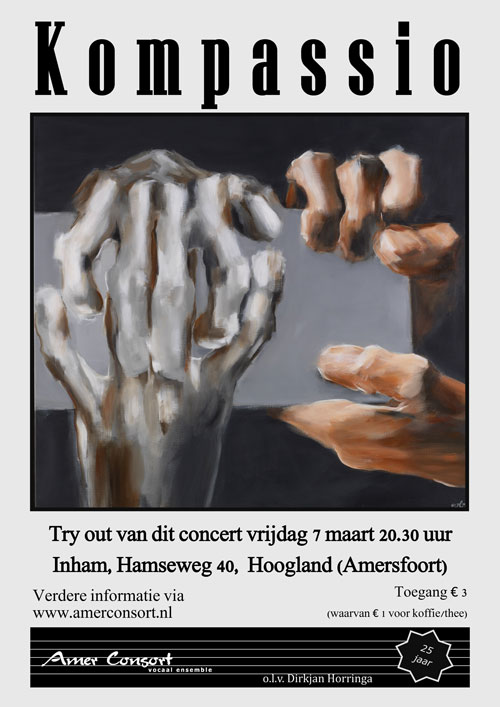 Kompassio
Try out van dit concert vrijdag 7 maart 20.30 uur
Inham, Hamseweg 40, Hoogland (Amersfoort)
Verdere informatie via
www.amerconsort.nl
Toegang € 3
(waarvan € 1 voor koffie/thee)
Amer Consort
vocaal ensemble
o.l.v. Dirkjan Horringa
25
jaar